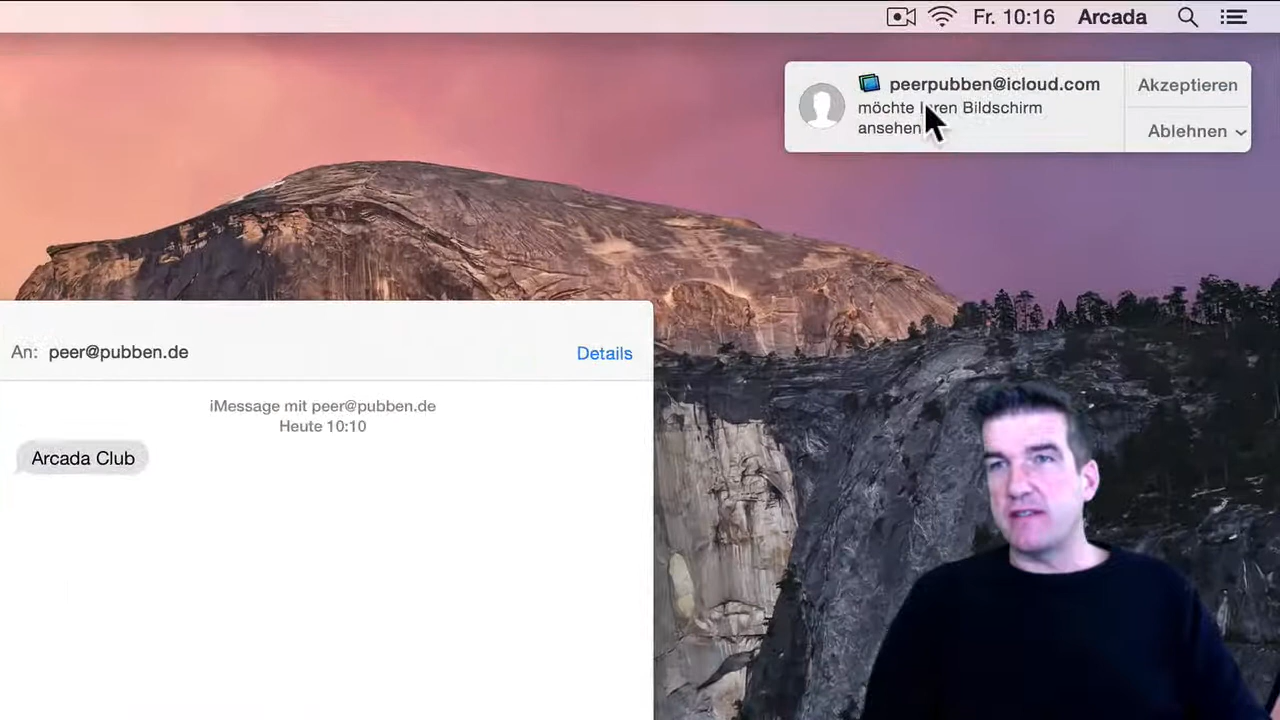 Fr. 10:16 Arcada
peerpubben@icloud.com
möchte Ihren Bildschirm
ansehen
Akzeptieren
Ablehnen
An: peer@pubben.de
Details
iMessage mit peer@pubben.de
Heute 10:10
Arcada Club